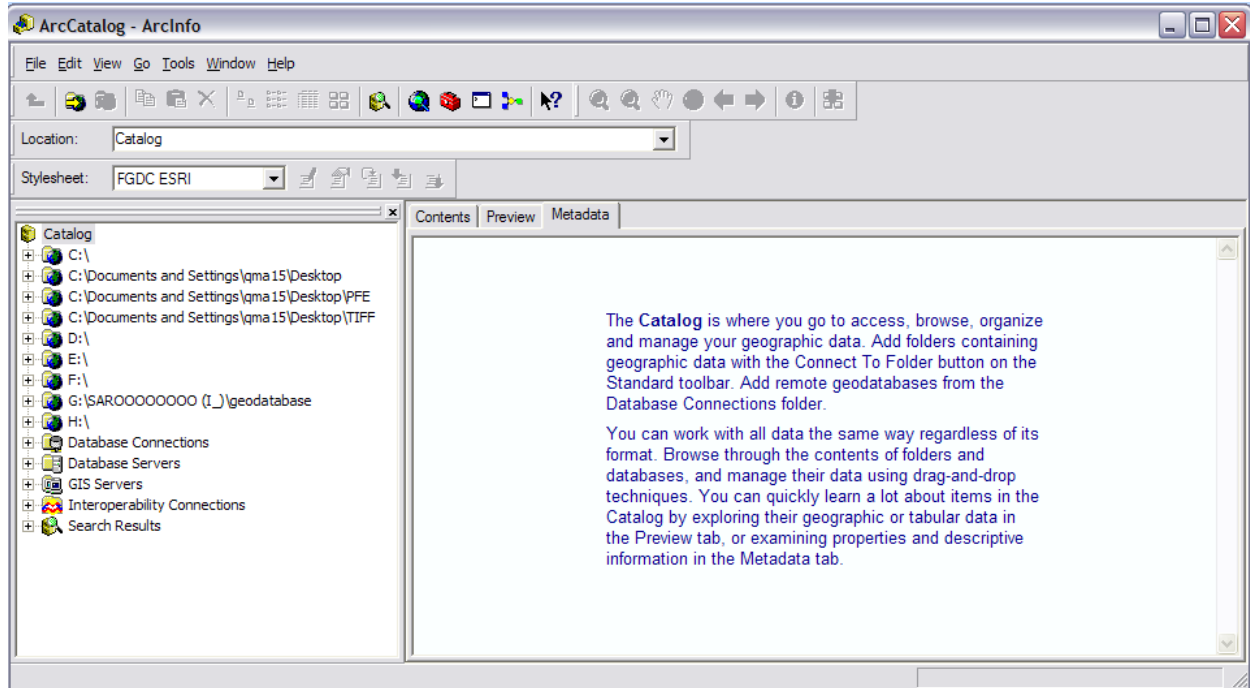 ArcCatalog - ArcInfo
File Edit View Go Tools Window Help
Location: Catalog
Stylesheet: FGDC ESRI
Contents Preview Metadata
Catalog
C:\
C:\Documents and Settings\qma15\Desktop
C:\Documents and Settings\qma15\Desktop\PFE
C:\Documents and Settings\qma15\Desktop\TIFF
D:\
E:\
F:\
G:\SAROOOOOOOO (I_)\geodatabase
H:\
Database Connections
Database Servers
GIS Servers
Interoperability Connections
Search Results
The Catalog is where you go to access, browse, organize
and manage your geographic data. Add folders containing
geographic data with the Connect To Folder button on the
Standard toolbar. Add remote geodatabases from the
Database Connections folder.
You can work with all data the same way regardless of its
format. Browse through the contents of folders and
databases, and manage their data using drag-and-drop
techniques. You can quickly learn a lot about items in the
Catalog by exploring their geographic or tabular data in
the Preview tab, or examining properties and descriptive
information in the Metadata tab.